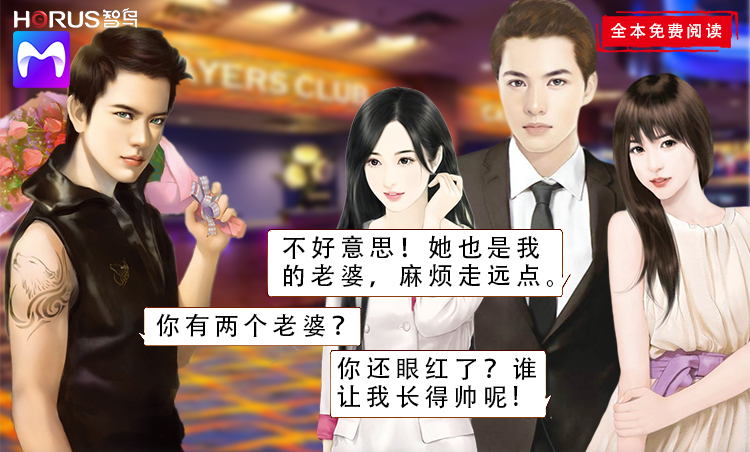 HORUS智鸟
全本免费阅读
AYERS CLUB
不好意思！她也是我
的老婆，麻烦走远点。
你有两个老婆？
你还眼红了？谁
让我长得帅呢！